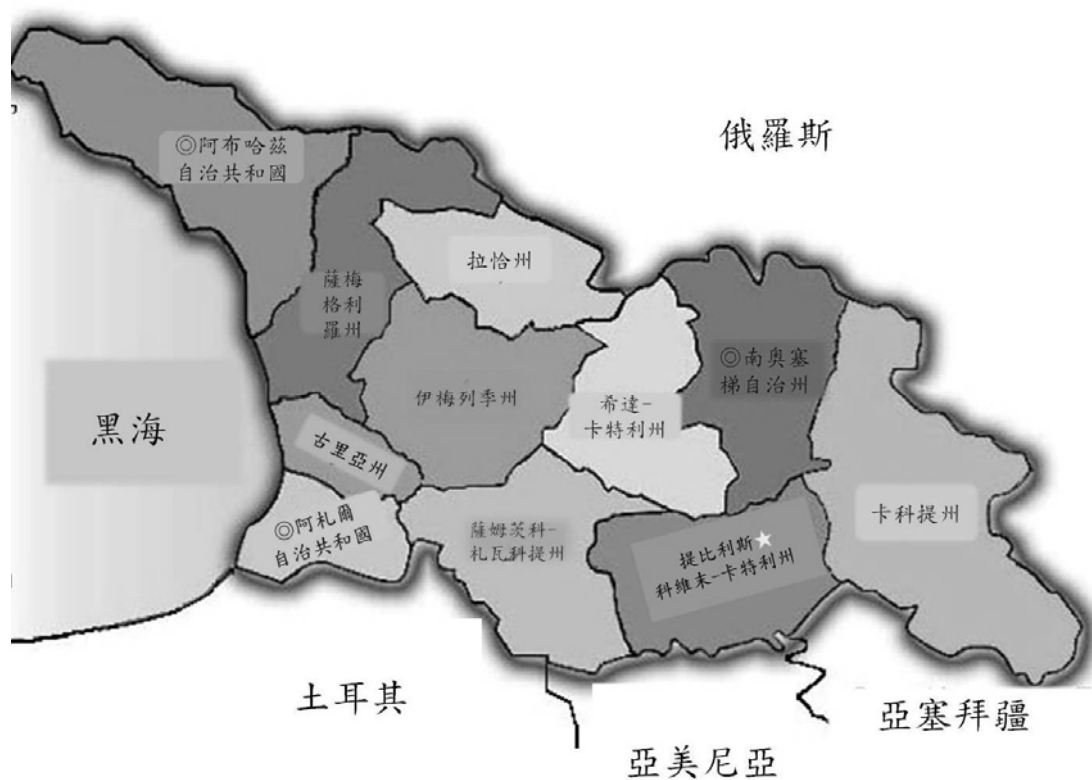 俄羅斯
◎阿布哈茲
自治共和國
拉恰州
薩梅
格利
羅州
◎南奧塞
梯自治州
伊梅列季州
希達-
卡特利州
黑海
古里亞州
◎阿札爾
自治共和國
薩姆茨科-
札瓦科提州
提比利斯★
科維末-卡特利州
卡科提州
土耳其
亞美尼亞
亞塞拜疆